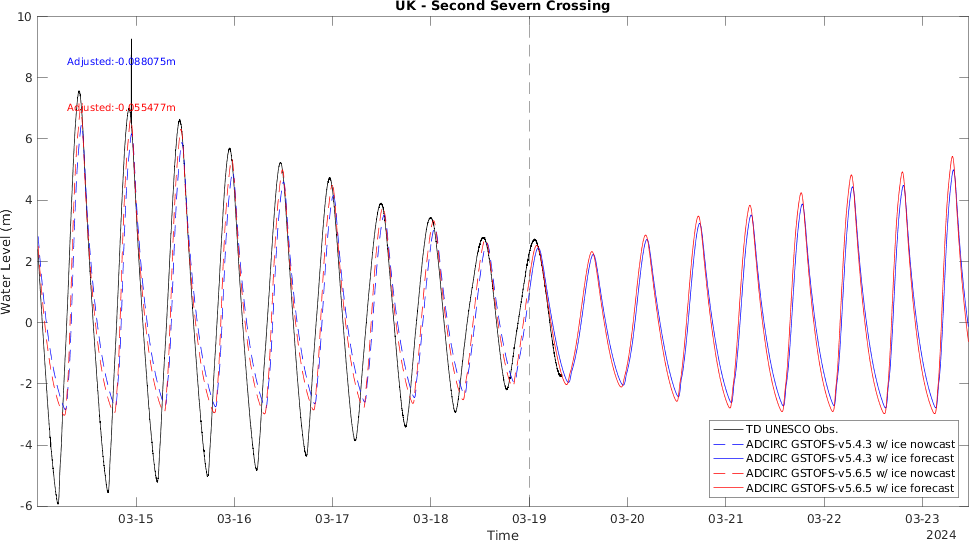 UK - Second Severn Crossing
10
Adjusted:-0.088075m
8
Adjusted:-0.055477m
6
4
2
0
-2
-4
-6
Water Level (m)
TD UNESCO Obs.
ADCIRC GSTOFS-v5.4.3 w/ ice nowcast
ADCIRC GSTOFS-v5.4.3 w/ ice forecast
ADCIRC GSTOFS-v5.6.5 w/ ice nowcast
ADCIRC GSTOFS-v5.6.5 w/ ice forecast
03-15 03-16 03-17 03-18 03-19 03-20 03-21 03-22 03-23
Time
2024